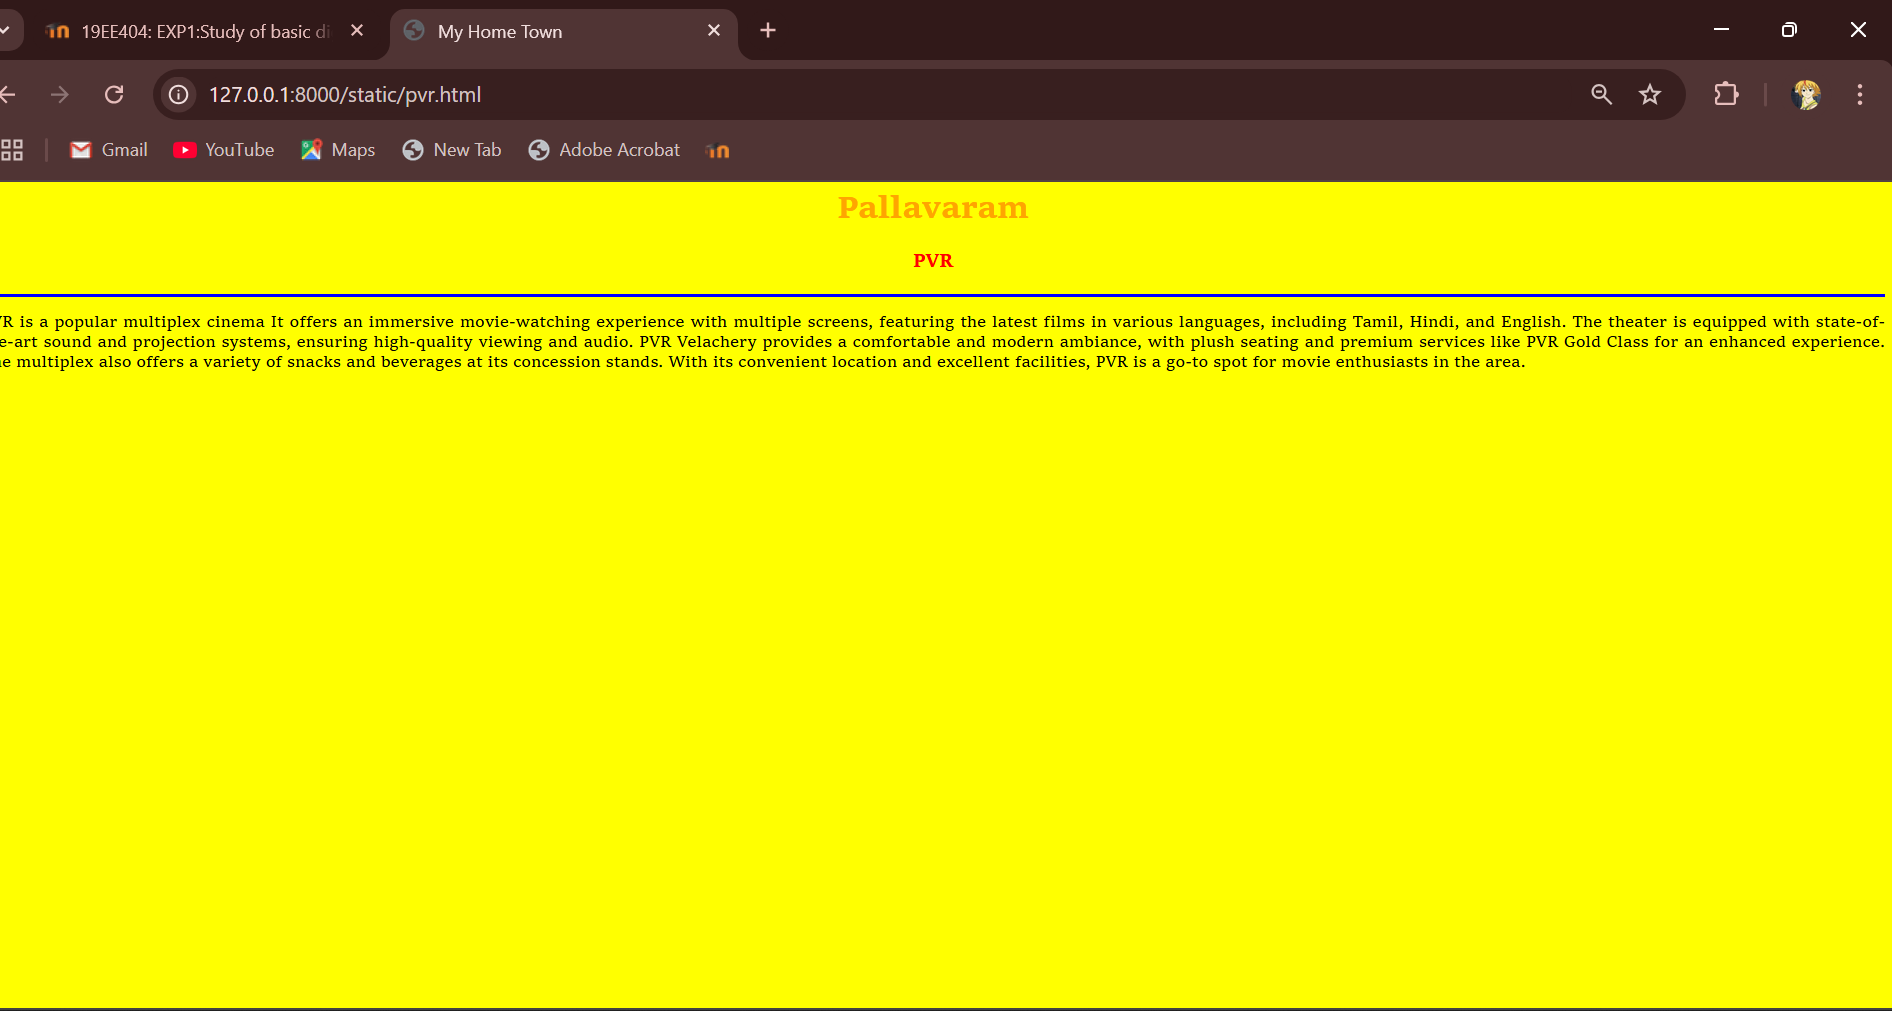 19EE404: EXP1:Study of basic di
My Home Town
127.0.0.1:8000/static/pvr.html
Gmail
YouTube
Maps
New Tab
Adobe Acrobat
Pallavaram
PVR
is a popular multiplex cinema It offers an immersive movie-watching experience with multiple screens, featuring the latest films in various languages, including Tamil, Hindi, and English. The theater is equipped with state-of-
e-art sound and projection systems, ensuring high-quality viewing and audio. PVR Velachery provides a comfortable and modern ambiance, with plush seating and premium services like PVR Gold Class for an enhanced experience.
multiplex also offers a variety of snacks and beverages at its concession stands. With its convenient location and excellent facilities, PVR is a go-to spot for movie enthusiasts in the area.